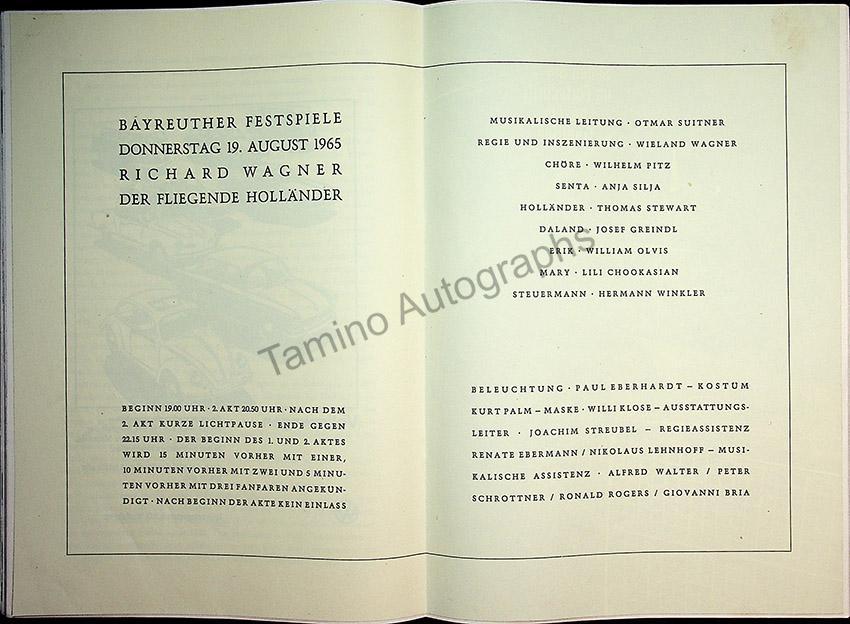 BAYREUTHER FESTSPIELE
DONNERSTAG 19. AUGUST 1965
RICHARD WAGNER
DER FLIEGENDE HOLLÄNDER
BEGINN 19.00 UHR · 2. AKT 20.50 UHR · NACH DEM
2. AKT KURZE LICHTPAUSE · ENDE GEGEN
22.15 UHR · DER BEGINN DES 1. UND 2. AKTES
WIRD 15 MINUTEN VORHER MIT EINER,
10 MINUTEN VORHER MIT ZWEI UND 5 MINU-
TEN VORHER MIT DREI FANFAREN ANGEKÜN-
DIGT · NACH BEGINN DER AKTE KEIN EINLASS
MUSIKALISCHE LEITUNG · OTMAR SUITNER
REGIE UND INSZENIERUNG · WIELAND WAGNER
CHÖRE · WILHELM PITZ
SENTA · ANJA SILJA
HOLLÄNDER · THOMAS STEWART
DALAND · JOSEF GREINDL
ERIK · WILLIAM OLVIS
MARY · LILI CHOOKASIAN
STEUERMANN · HERMANN WINKLER
BELEUCHTUNG · PAUL EBERHARDT – KOSTÜM
KURT PALM – MASKE · WILLI KLOSE – AUSSTATTUNGS-
LEITER · JOACHIM STREUBEL – REGIEASSISTENZ
RENATE EBERMANN / NIKOLAUS LEHNHOFF – MUSI-
KALISCHE ASSISTENZ · ALFRED WALTER / PETER
SCHROTTNER / RONALD ROGERS / GIOVANNI BRIA
Tamino Autographs